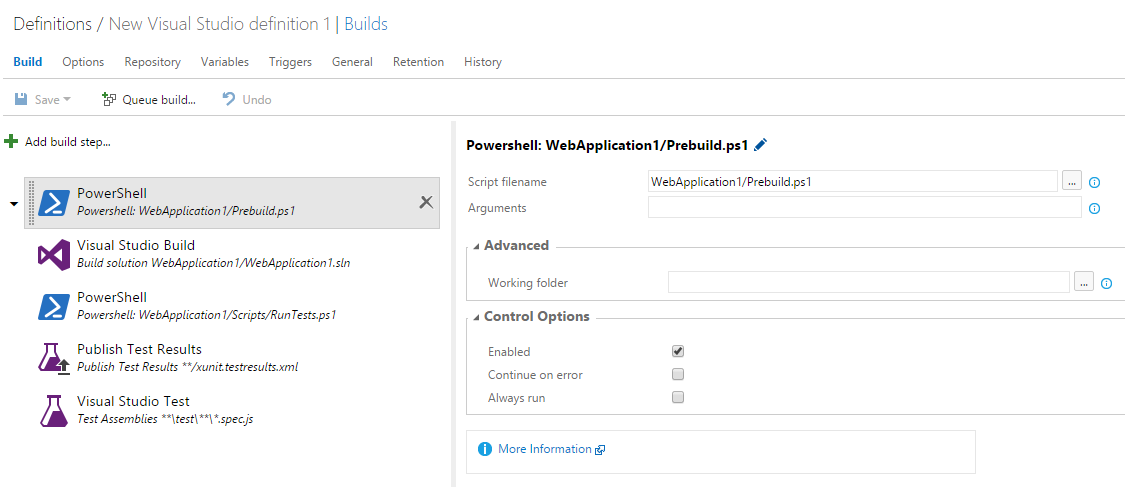 Definitions / New Visual Studio definition 1 | Builds
Build Options Repository Variables Triggers General Retention History
Save Queue build... Undo
Add build step...
PowerShell
Powershell: WebApplication1/Prebuild.ps1
Visual Studio Build
Build solution WebApplication1/WebApplication1.sln
PowerShell
Powershell: WebApplication1/Scripts/RunTests.ps1
Publish Test Results
Publish Test Results **/xunit.testresults.xml
Visual Studio Test
Test Assemblies **\test\**\*.spec.js
Powershell: WebApplication1/Prebuild.ps1
Script filename WebApplication1/Prebuild.ps1 ...
Arguments
Advanced
Working folder ...
Control Options
Enabled
Continue on error
Always run
More Information